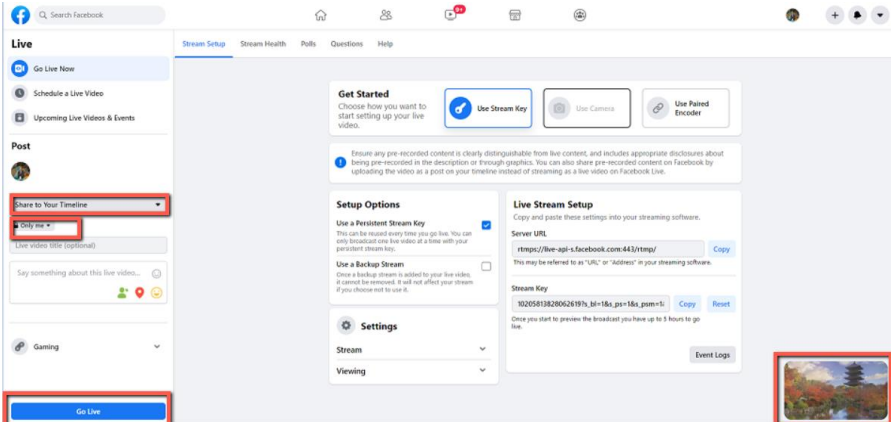 Search Facebook
9+
Live
Go Live Now
Schedule a Live Video
Upcoming Live Videos & Events
Post
Share to Your Timeline
Only me
Live video title (optional)
Say something about this live video...
Gaming
Go Live
Stream Setup
Stream Health
Polls
Questions
Help
Get Started
Choose how you want to
start setting up your live
video.
Use Stream Key
Use Camera
Use Paired
Encoder
Ensure any pre-recorded content is clearly distinguishable from live content, and includes appropriate disclosures about
being pre-recorded in the description or through graphics. You can also share pre-recorded content on Facebook by
uploading the video as a post on your timeline instead of streaming as a live video on Facebook Live.
Setup Options
Use a Persistent Stream Key
This can be reused every time you go live. You can
only broadcast one live video at a time with your
persistent stream key.
Use a Backup Stream
Once a backup stream is added to your live video,
it cannot be removed. It will not affect your stream
if you choose not to use it.
Settings
Stream
Viewing
Live Stream Setup
Copy and paste these settings into your streaming software.
Server URL
rtmps://live-api-s.facebook.com:443/rtmp/
Copy
This may be referred to as "URL" or "Address" in your streaming software.
Stream Key
10205813828062619?s_bl=1&s_ps=1&s_psm=1&
Copy
Reset
Once you start to preview the broadcast you have up to 5 hours to go
live.
Event Logs